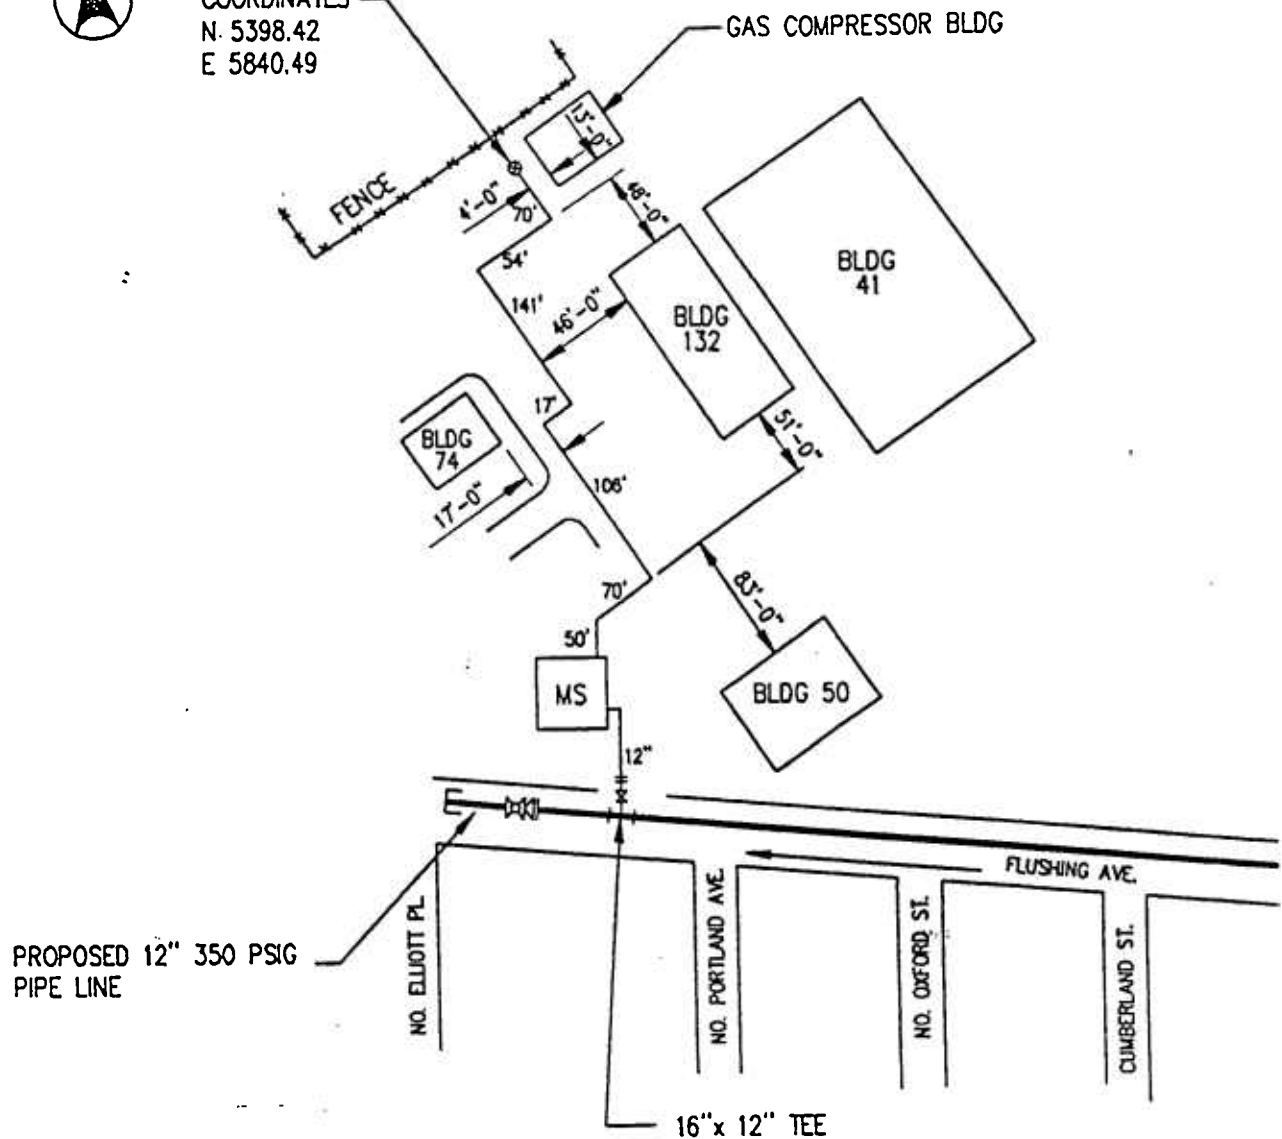 COORDINATES
N. 5398.42
E 5840.49
GAS COMPRESSOR BLDG
13'-0"
FENCE
4'-0"
70'
48'-0"
54'
141'
46'-0"
BLDG
41
BLDG
132
17'
BLDG
74
51'-0"
17'-0"
106'
70'
83'-0"
50'
MS
BLDG 50
12"
FLUSHING AVE.
NO. ELLIOTT PL.
NO. PORTLAND AVE.
NO. OXFORD ST.
CUMBERLAND ST.
PROPOSED 12" 350 PSIG
PIPE LINE
16"x 12" TEE